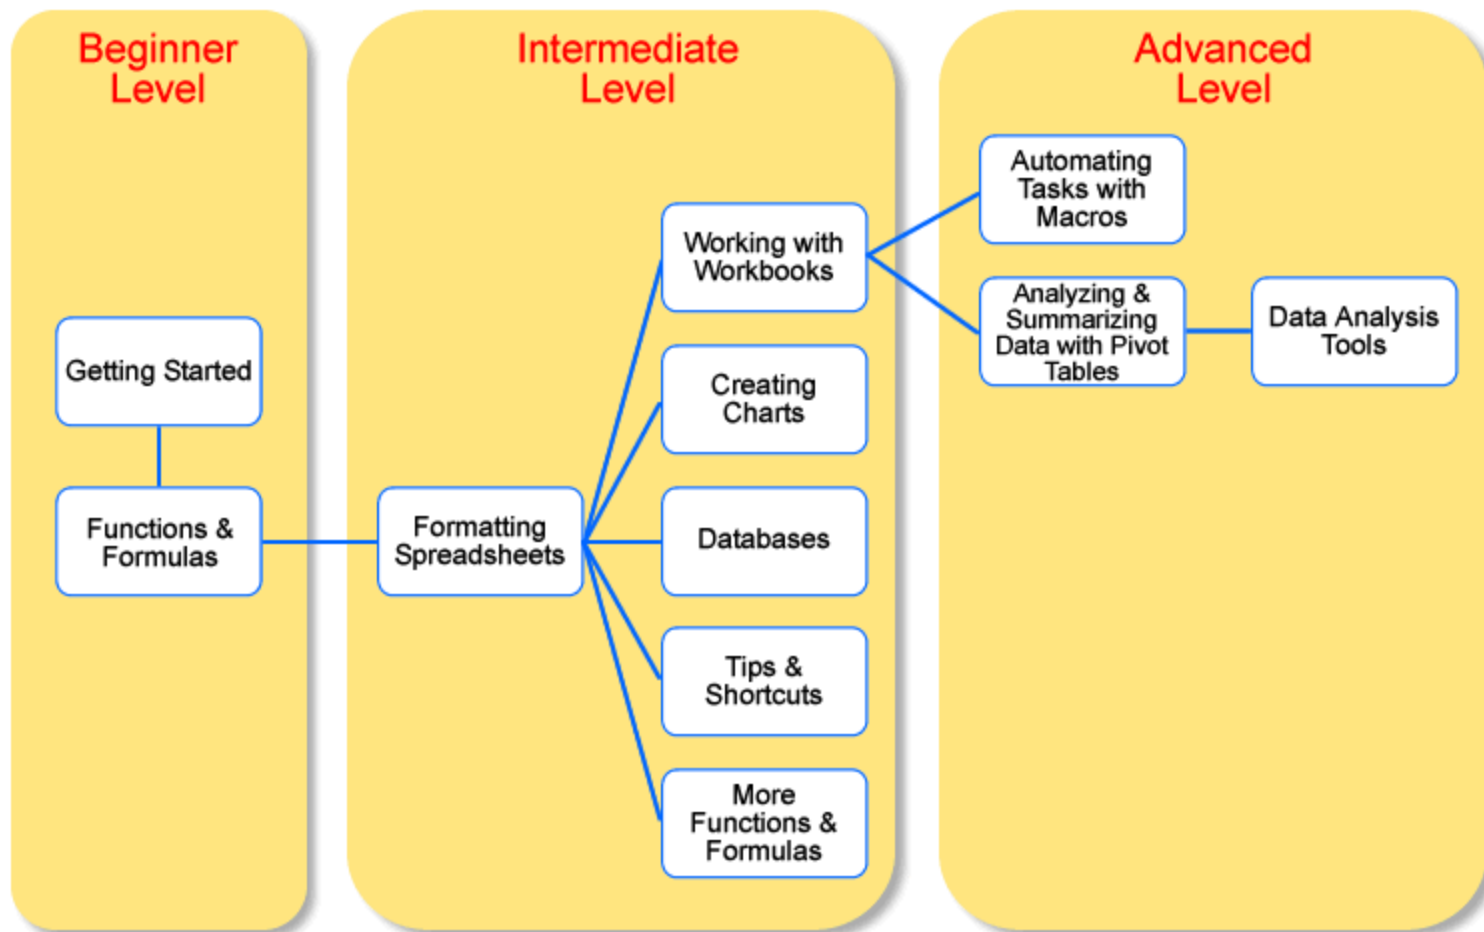 Beginner
Level
Getting Started
Functions &
Formulas
Intermediate
Level
Formatting
Spreadsheets
Working with
Workbooks
Creating
Charts
Databases
Tips &
Shortcuts
More
Functions &
Formulas
Advanced
Level
Automating
Tasks with
Macros
Analyzing &
Summarizing
Data with Pivot
Tables
Data Analysis
Tools